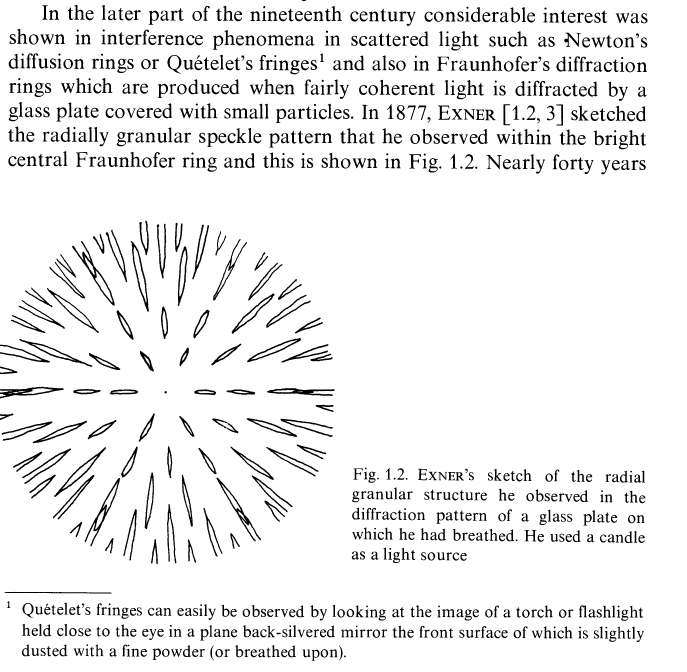 In the later part of the nineteenth century considerable interest was
shown in interference phenomena in scattered light such as Newton's
diffusion rings or Quételet's fringes¹ and also in Fraunhofer's diffraction
rings which are produced when fairly coherent light is diffracted by a
glass plate covered with small particles. In 1877, EXNER [1.2, 3] sketched
the radially granular speckle pattern that he observed within the bright
central Fraunhofer ring and this is shown in Fig. 1.2. Nearly forty years
Fig. 1.2. EXNER's sketch of the radial
granular structure he observed in the
diffraction pattern of a glass plate on
which he had breathed. He used a candle
as a light source
¹ Quételet's fringes can easily be observed by looking at the image of a torch or flashlight
held close to the eye in a plane back-silvered mirror the front surface of which is slightly
dusted with a fine powder (or breathed upon).